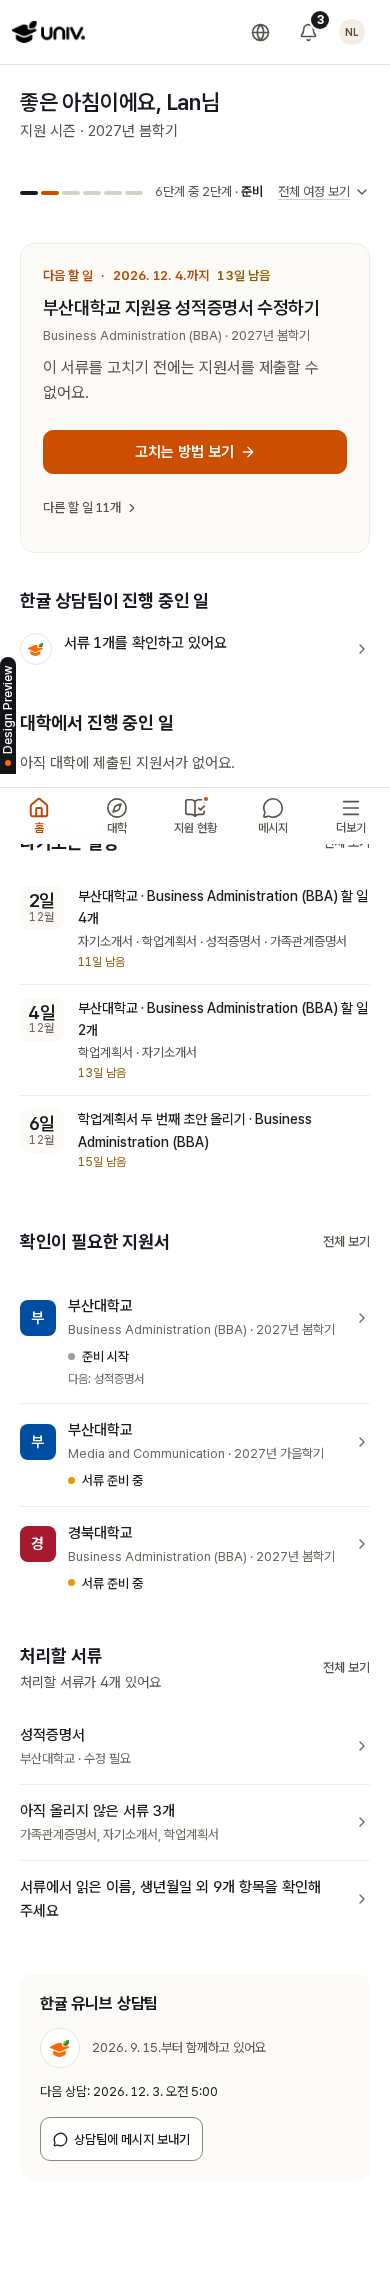 UNIV.
3
NL
좋은 아침이에요, Lan님
지원 시즌 · 2027년 봄학기
6단계 중 2단계 · 준비
전체 여정 보기
다음 할 일 · 2026. 12. 4.까지 13일 남음
부산대학교 지원용 성적증명서 수정하기
Business Administration (BBA) · 2027년 봄학기
이 서류를 고치기 전에는 지원서를 제출할 수
없어요.
고치는 방법 보기 →
다른 할 일 11개
한귤 상담팀이 진행 중인 일
서류 1개를 확인하고 있어요
Design Preview
대학에서 진행 중인 일
아직 대학에 제출된 지원서가 없어요.
홈
대학
지원 현황
메시지
더보기
2일
12월
부산대학교 · Business Administration (BBA) 할 일
4개
자기소개서 · 학업계획서 · 성적증명서 · 가족관계증명서
11일 남음
4일
12월
부산대학교 · Business Administration (BBA) 할 일
2개
학업계획서 · 자기소개서
13일 남음
6일
12월
학업계획서 두 번째 초안 올리기 · Business
Administration (BBA)
15일 남음
확인이 필요한 지원서
전체 보기
부
부산대학교
Business Administration (BBA) · 2027년 봄학기
준비 시작
다음: 성적증명서
부
부산대학교
Media and Communication · 2027년 가을학기
서류 준비 중
경
경북대학교
Business Administration (BBA) · 2027년 봄학기
서류 준비 중
처리할 서류
처리할 서류가 4개 있어요
전체 보기
성적증명서
부산대학교 · 수정 필요
아직 올리지 않은 서류 3개
가족관계증명서, 자기소개서, 학업계획서
서류에서 읽은 이름, 생년월일 외 9개 항목을 확인해
주세요
한귤 유니브 상담팀
2026. 9. 15.부터 함께하고 있어요
다음 상담: 2026. 12. 3. 오전 5:00
상담팀에 메시지 보내기